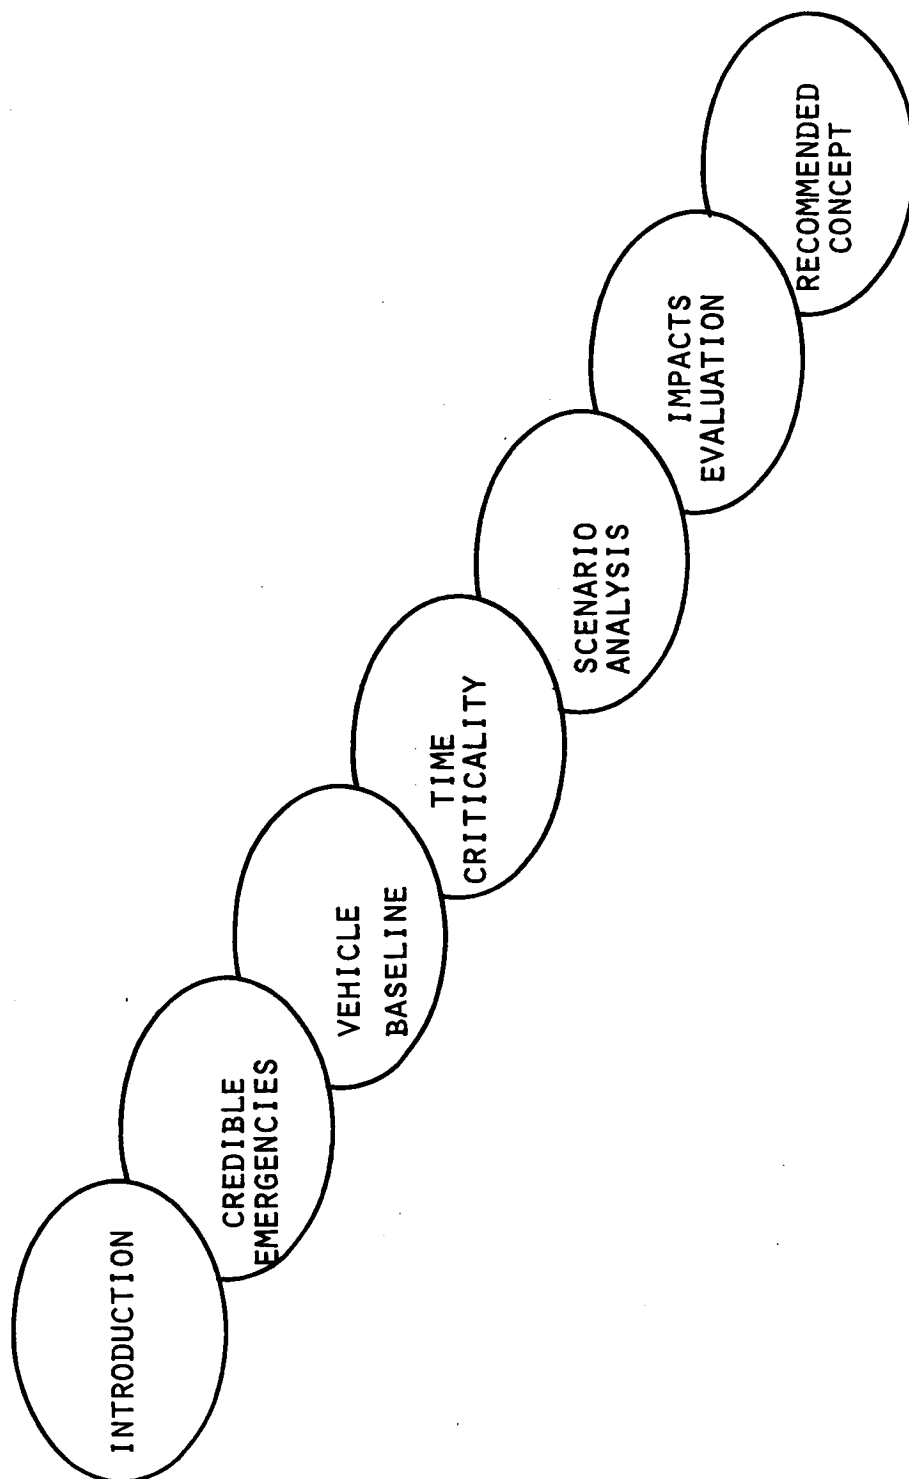 INTRODUCTION
CREDIBLE
EMERGENCIES
VEHICLE
BASELINE
TIME
CRITICALITY
SCENARIO
ANALYSIS
IMPACTS
EVALUATION
RECOMMENDED
CONCEPT